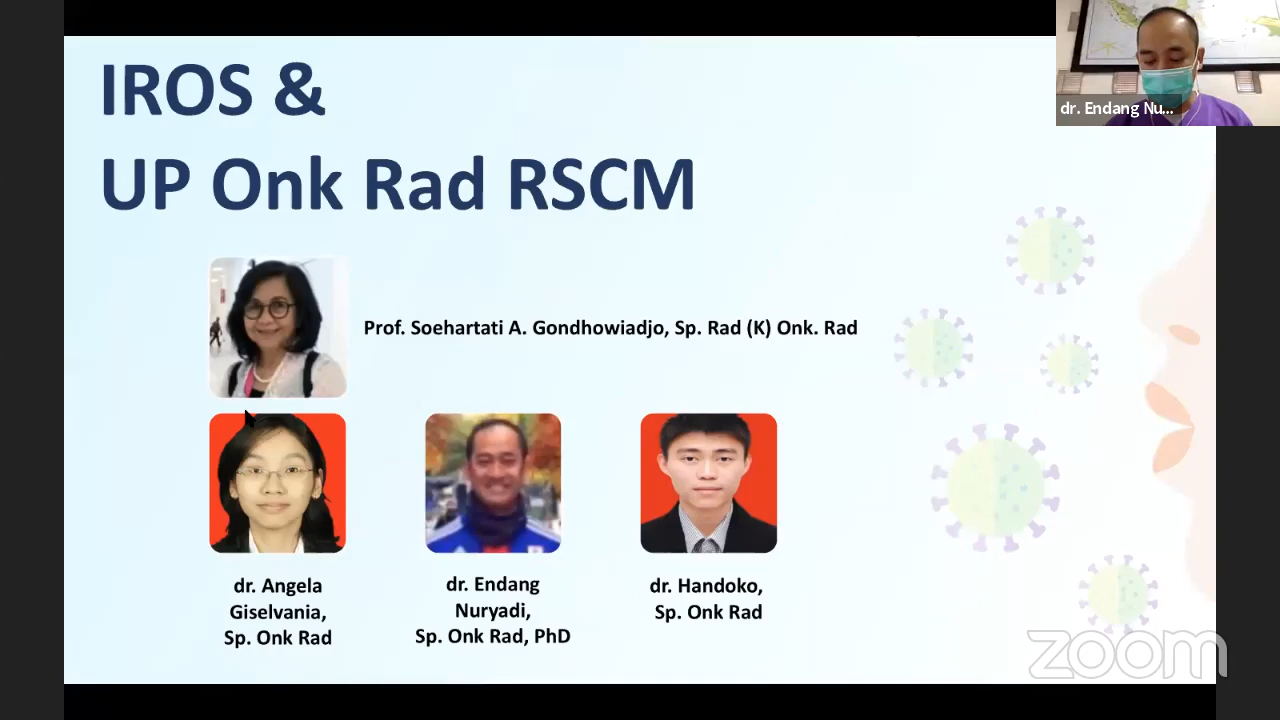 IROS &
UP Onk Rad RSCM
dr. Endang Nu...
Prof. Soehartati A. Gondhowiadjo, Sp. Rad (K) Onk. Rad
dr. Angela
Giselvania,
Sp. Onk Rad
dr. Endang
Nuryadi,
Sp. Onk Rad, PhD
dr. Handoko,
Sp. Onk Rad
zoom